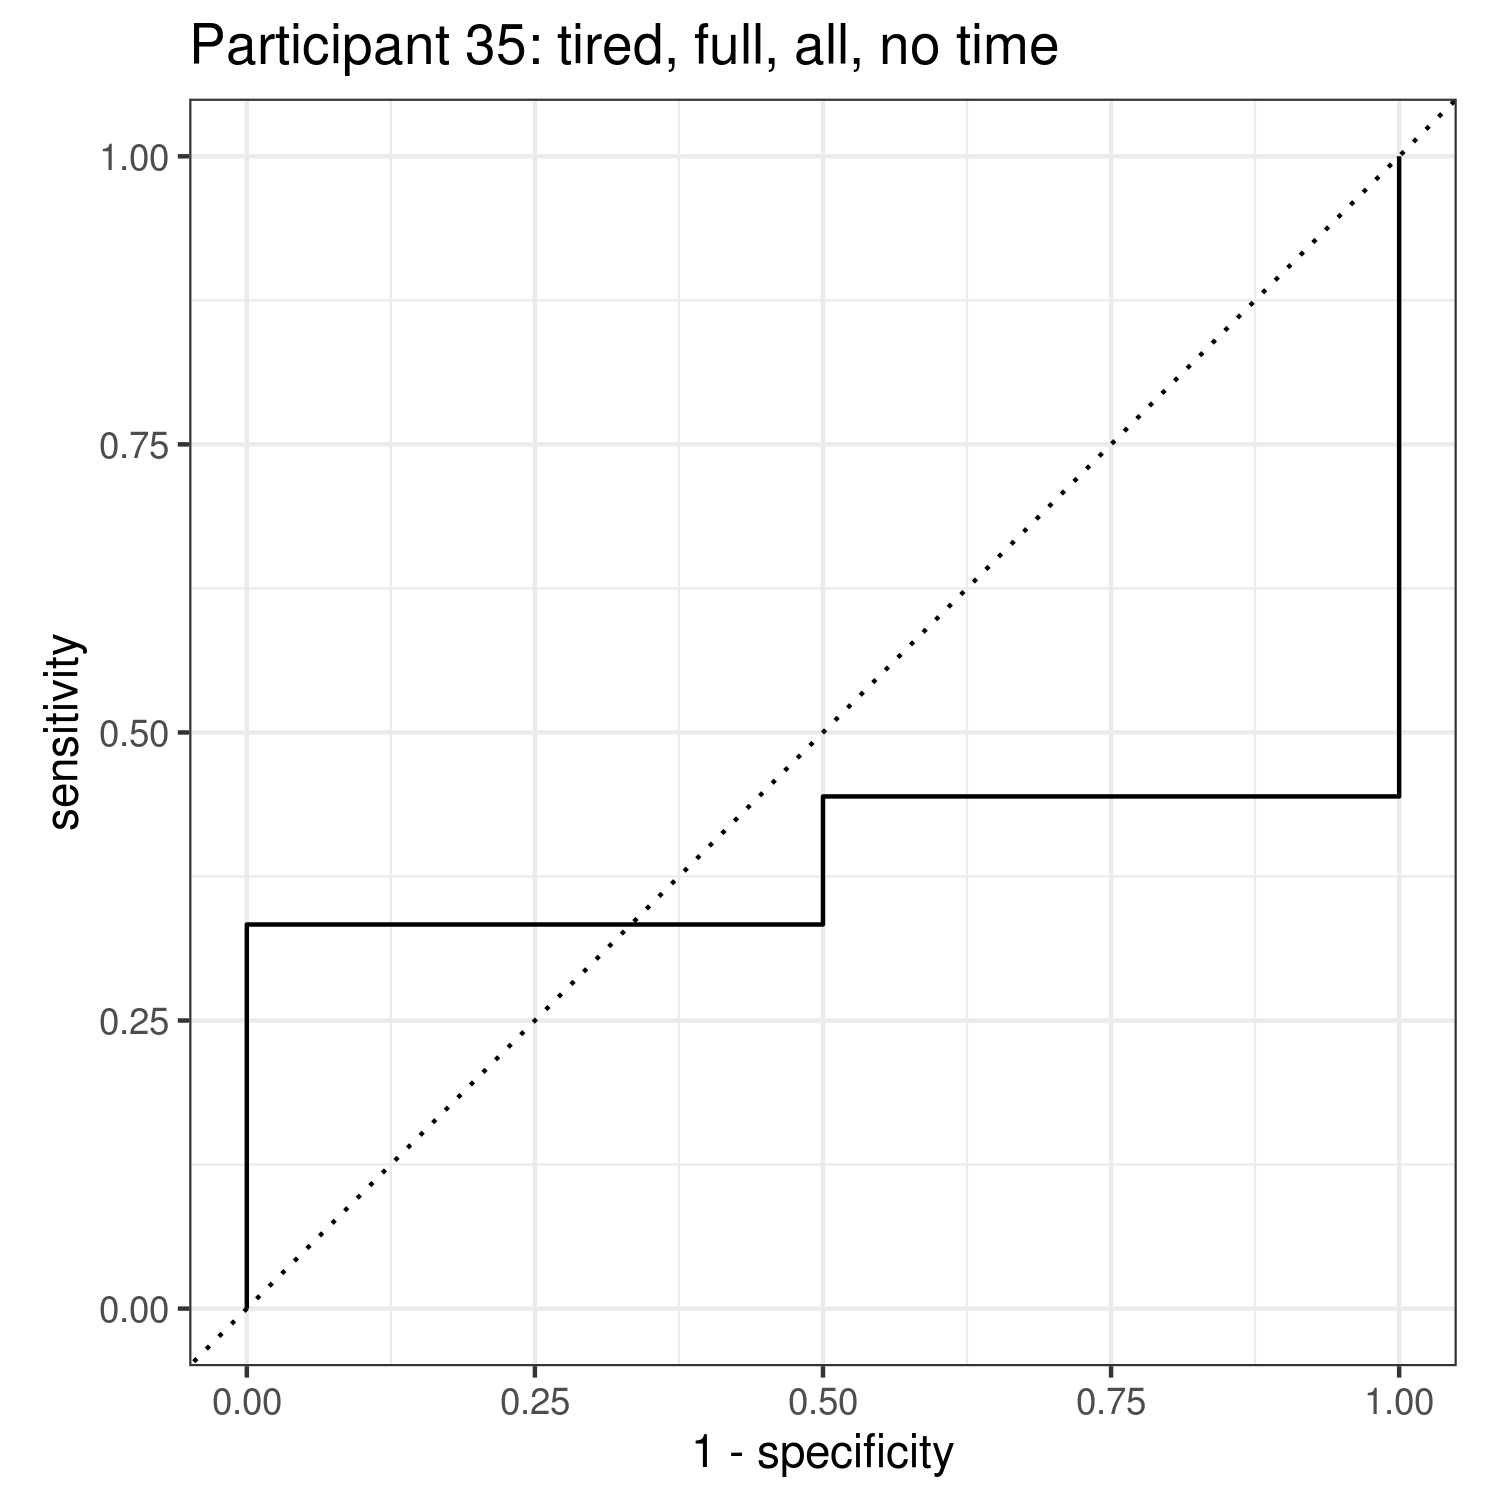 Participant 35: tired, full, all, no time
1.00
0.75
0.50
0.25
0.00
sensitivity
0.00 0.25 0.50 0.75 1.00
1 - specificity